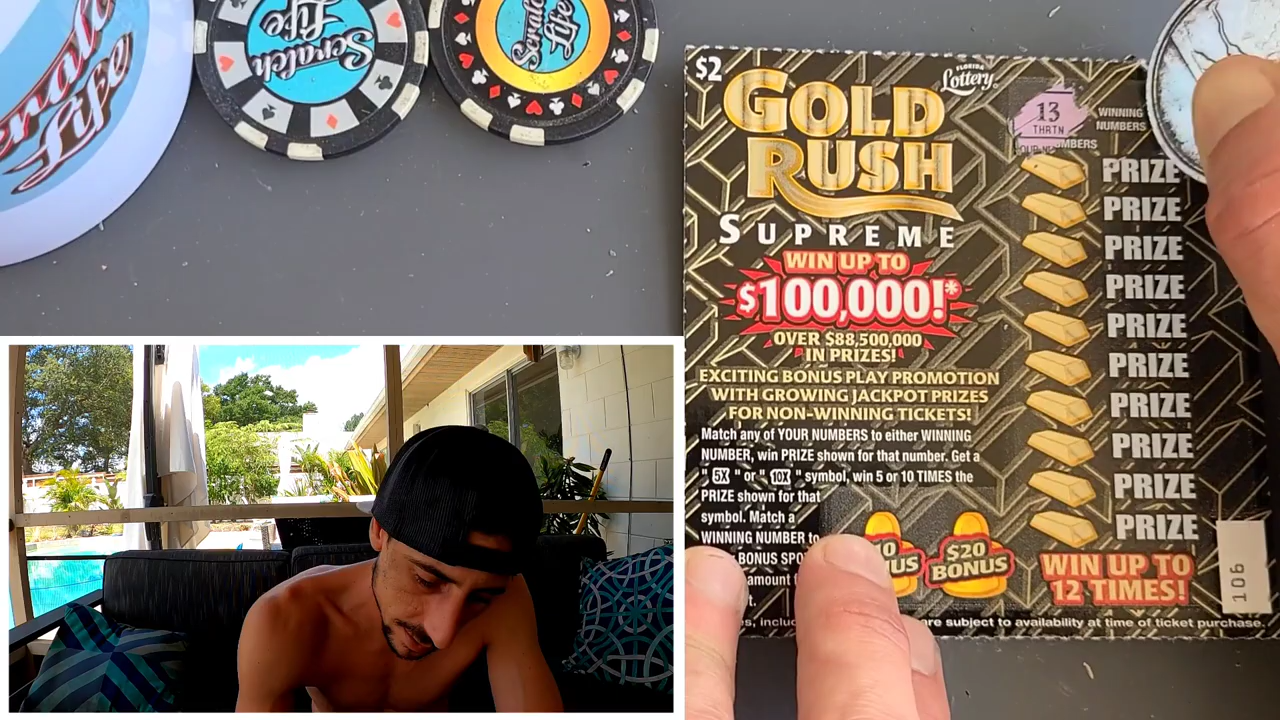 Scratch
Life
Scratch
Life
Scratch
Life
$2
FLORIDA
Lottery
GOLD
RUSH
SUPREME
13
THRTN
WINNING
NUMBERS
WIN UP TO
$100,000!*
OVER $88,500,000
IN PRIZES!
EXCITING BONUS PLAY PROMOTION
WITH GROWING JACKPOT PRIZES
FOR NON-WINNING TICKETS!
Match any of YOUR NUMBERS to either WINNING
NUMBER, win PRIZE shown for that number. Get a
"5X" or "10X" symbol, win 5 or 10 TIMES the
PRIZE shown for that
symbol. Match a
WINNING NUMBER to
BONUS SPO
amount
PRIZE
PRIZE
PRIZE
PRIZE
PRIZE
PRIZE
PRIZE
PRIZE
PRIZE
PRIZE
$20
BONUS
WIN UP TO
12 TIMES!
106
are subject to availability at time of ticket purchase.